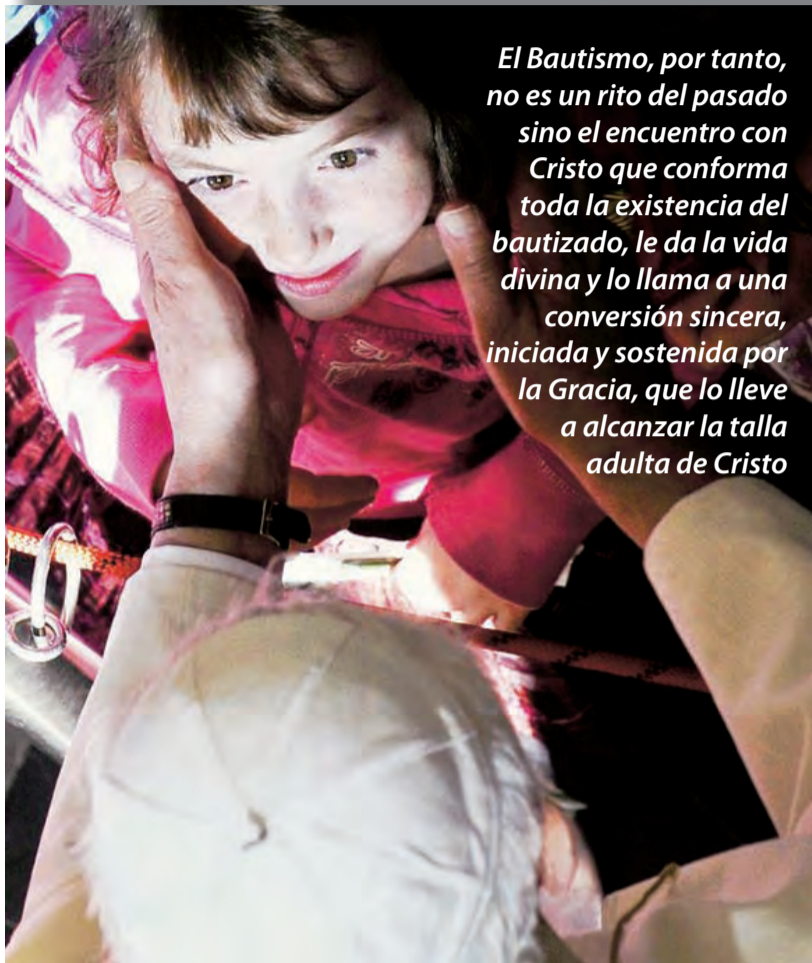 El Bautismo, por tanto,
no es un rito del pasado
sino el encuentro con
Cristo que conforma
toda la existencia del
bautizado, le da la vida
divina y lo llama a una
conversión sincera,
iniciada y sostenida por
la Gracia, que lo lleve
a alcanzar la talla
adulta de Cristo